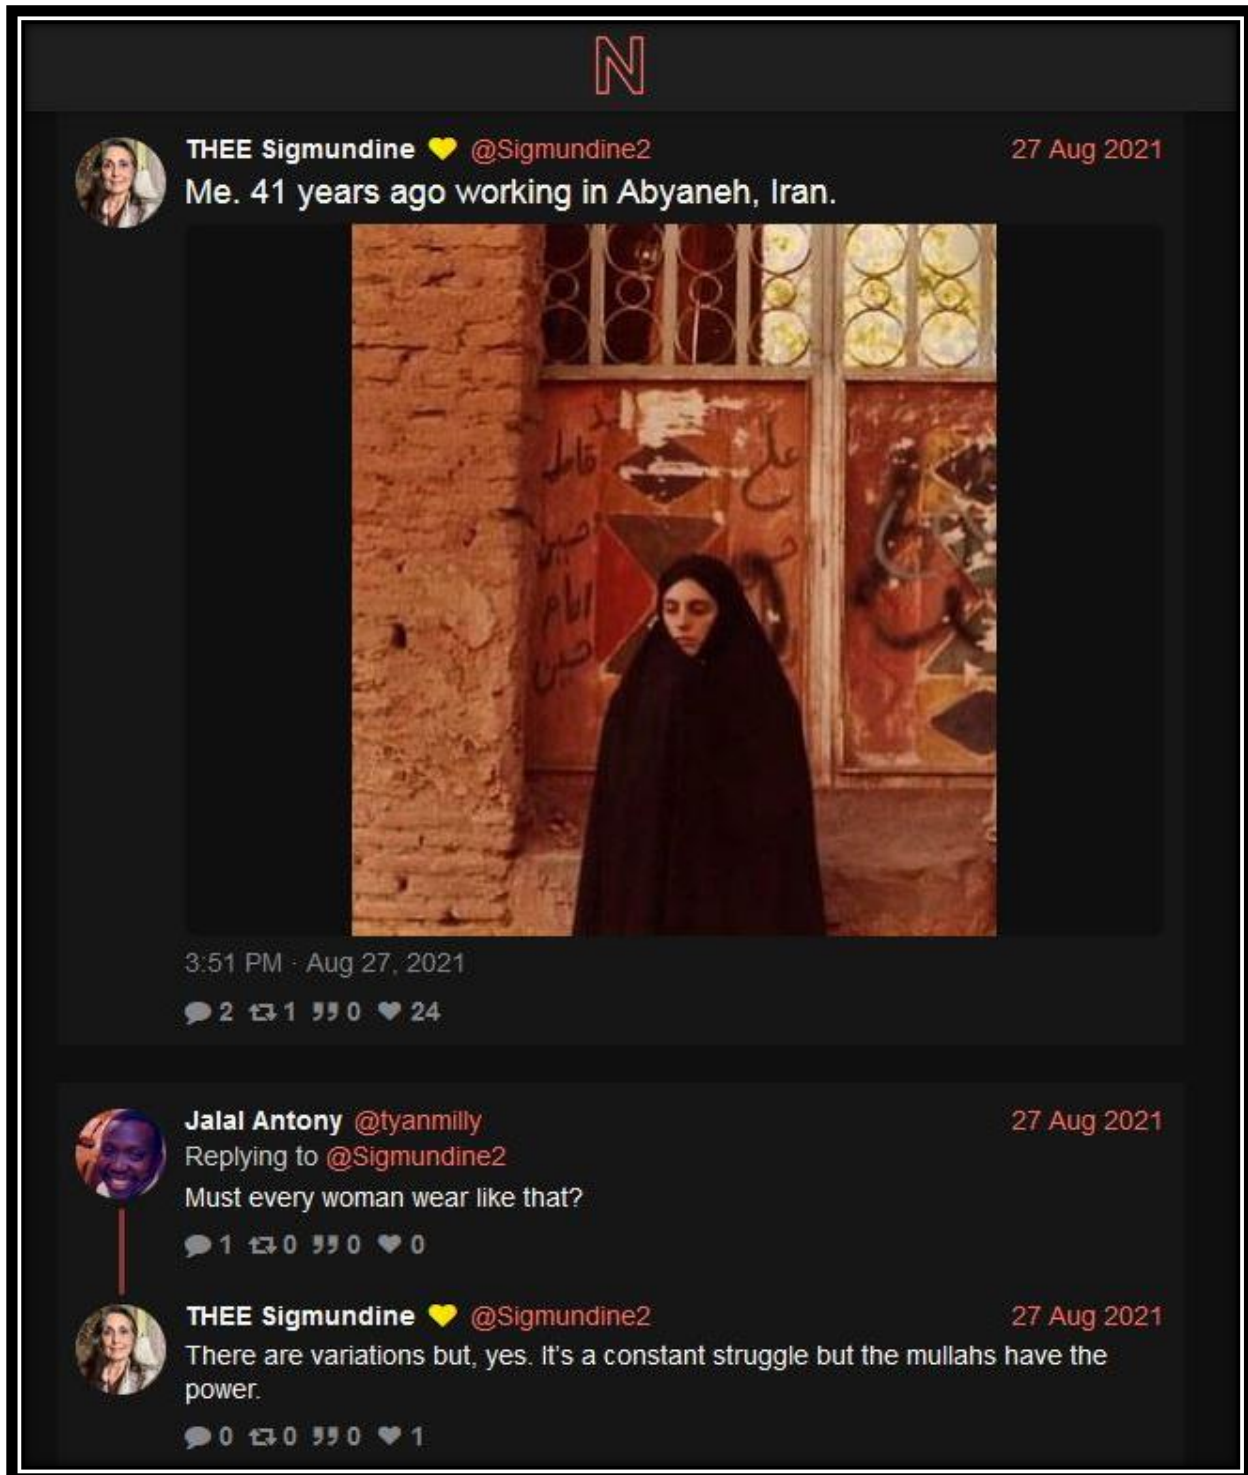 N
THEE Sigmundine 💛 @Sigmundine2 27 Aug 2021
Me. 41 years ago working in Abyaneh, Iran.
علی
حسین
امام
حسین
3:51 PM · Aug 27, 2021
2 1 0 24
Jalal Antony @tyanmilly 27 Aug 2021
Replying to @Sigmundine2
Must every woman wear like that?
1 0 0 0
THEE Sigmundine 💛 @Sigmundine2 27 Aug 2021
There are variations but, yes. It's a constant struggle but the mullahs have the
power.
0 0 0 1